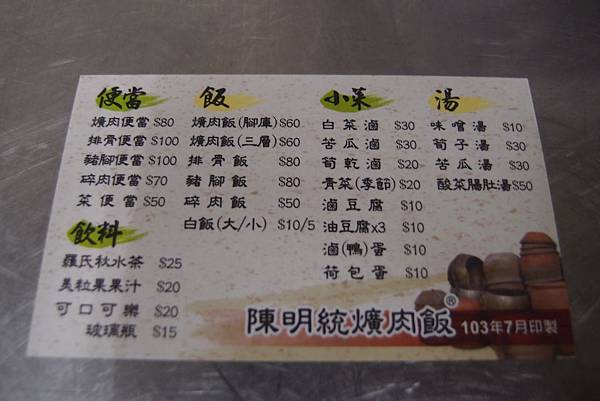 便當
爌肉便當 $80
排骨便當 $100
豬腳便當 $100
碎肉便當 $70
菜便當 $50
飲料
羅氏秋水茶 $25
美粒果果汁 $20
可口可樂 $20
玻璃瓶 $15
飯
爌肉飯(腳庫) $60
爌肉飯(三層) $60
排骨飯 $80
豬腳飯 $80
碎肉飯 $50
白飯(大/小) $10/5
小菜
白菜滷 $30
苦瓜滷 $30
筍乾滷 $20
青菜(季節) $20
滷豆腐 $10
油豆腐x3 $10
滷(鴨)蛋 $10
荷包蛋 $10
湯
味噌湯 $10
筍子湯 $30
苦瓜湯 $30
酸菜腸肚湯 $50
陳明統爌肉飯®
103年7月印製